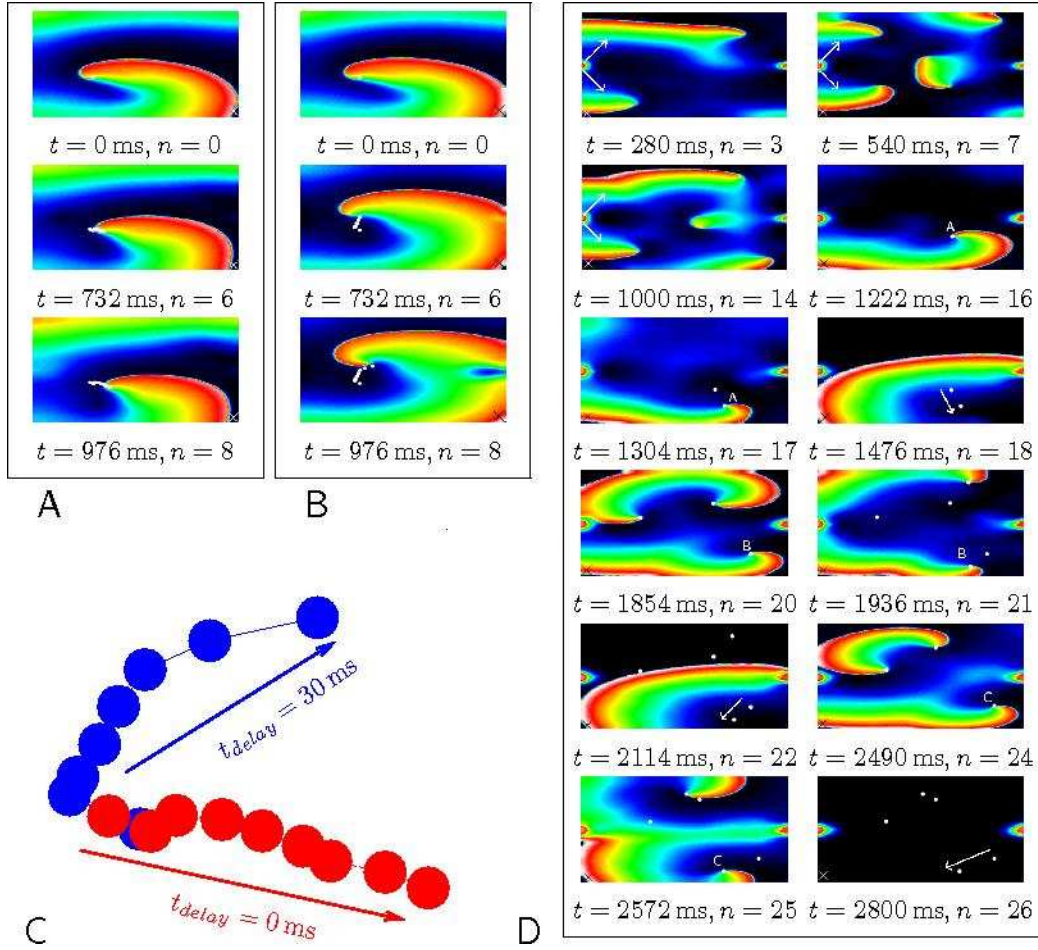 t = 0 ms, n = 0
t = 732 ms, n = 6
t = 976 ms, n = 8
A
t = 0 ms, n = 0
t = 732 ms, n = 6
t = 976 ms, n = 8
B
t_delay = 30 ms
t_delay = 0 ms
C
t = 280 ms, n = 3
t = 540 ms, n = 7
A
t = 1000 ms, n = 14
t = 1222 ms, n = 16
A
t = 1304 ms, n = 17
t = 1476 ms, n = 18
B
B
t = 1854 ms, n = 20
t = 1936 ms, n = 21
C
t = 2114 ms, n = 22
t = 2490 ms, n = 24
C
t = 2572 ms, n = 25
t = 2800 ms, n = 26
D